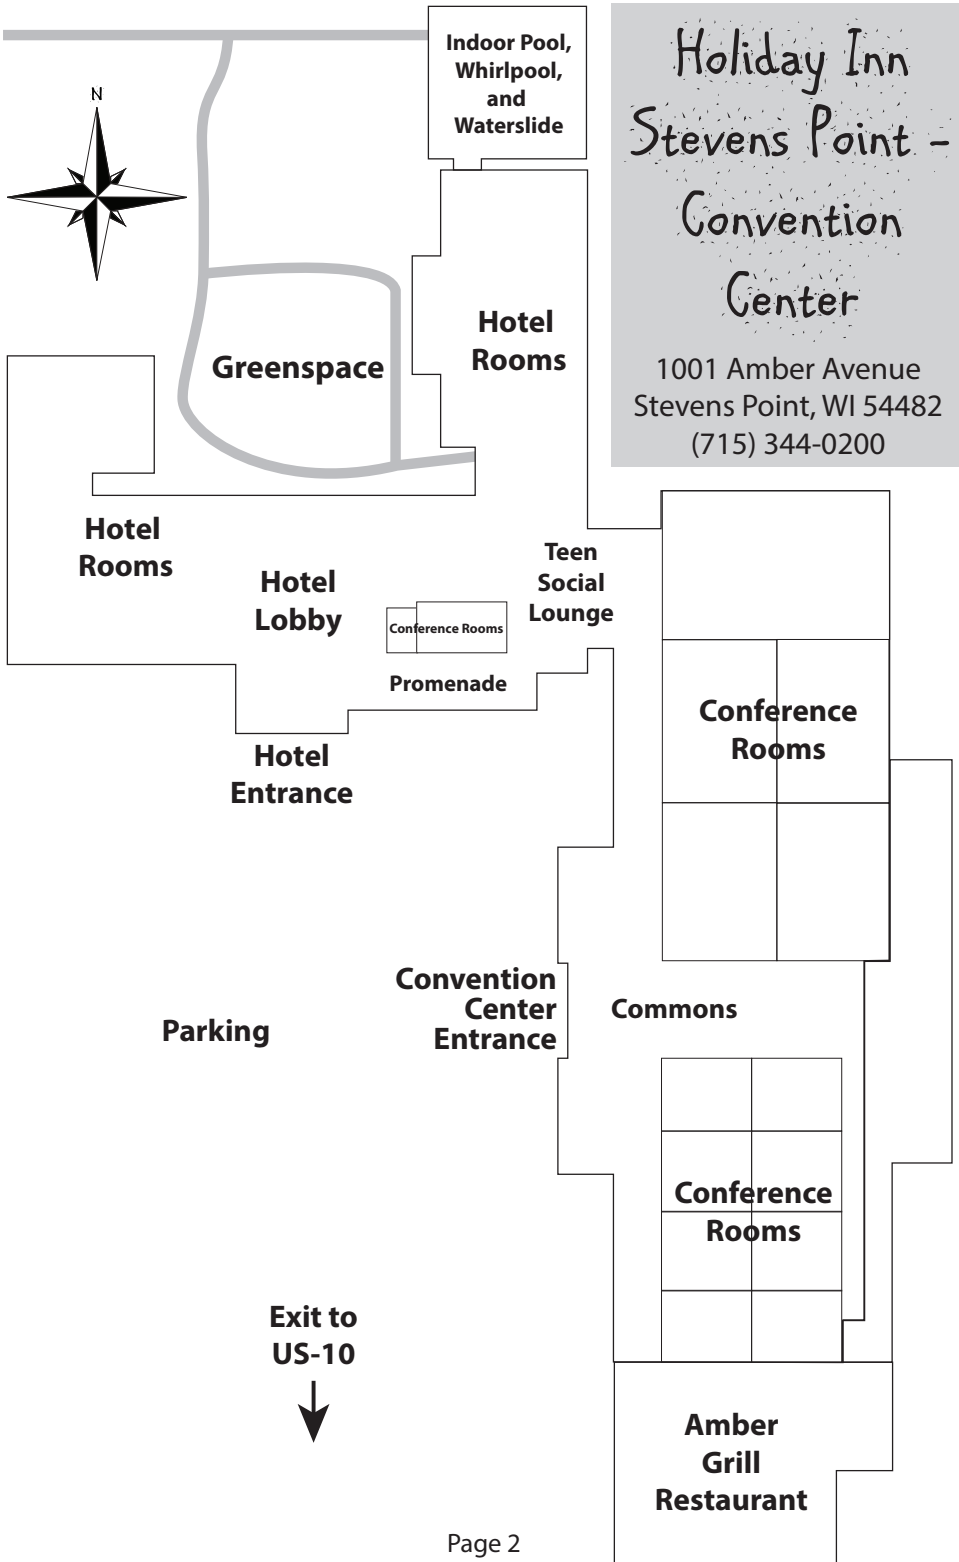 Indoor Pool,
Whirlpool,
and
Waterslide
Holiday Inn
Stevens Point -
Convention
Center
1001 Amber Avenue
Stevens Point, WI 54482
(715) 344-0200
N
Hotel
Rooms
Greenspace
Hotel
Rooms
Hotel
Lobby
Teen
Social
Lounge
Conference Rooms
Promenade
Hotel
Entrance
Conference
Rooms
Convention
Center
Entrance
Commons
Parking
Conference
Rooms
Exit to
US-10
Amber
Grill
Restaurant
Page 2